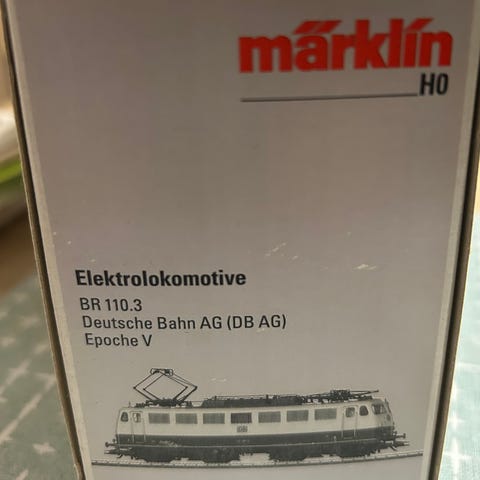 märklin
H0
Elektrolokomotive
BR 110.3
Deutsche Bahn AG (DB AG)
Epoche V